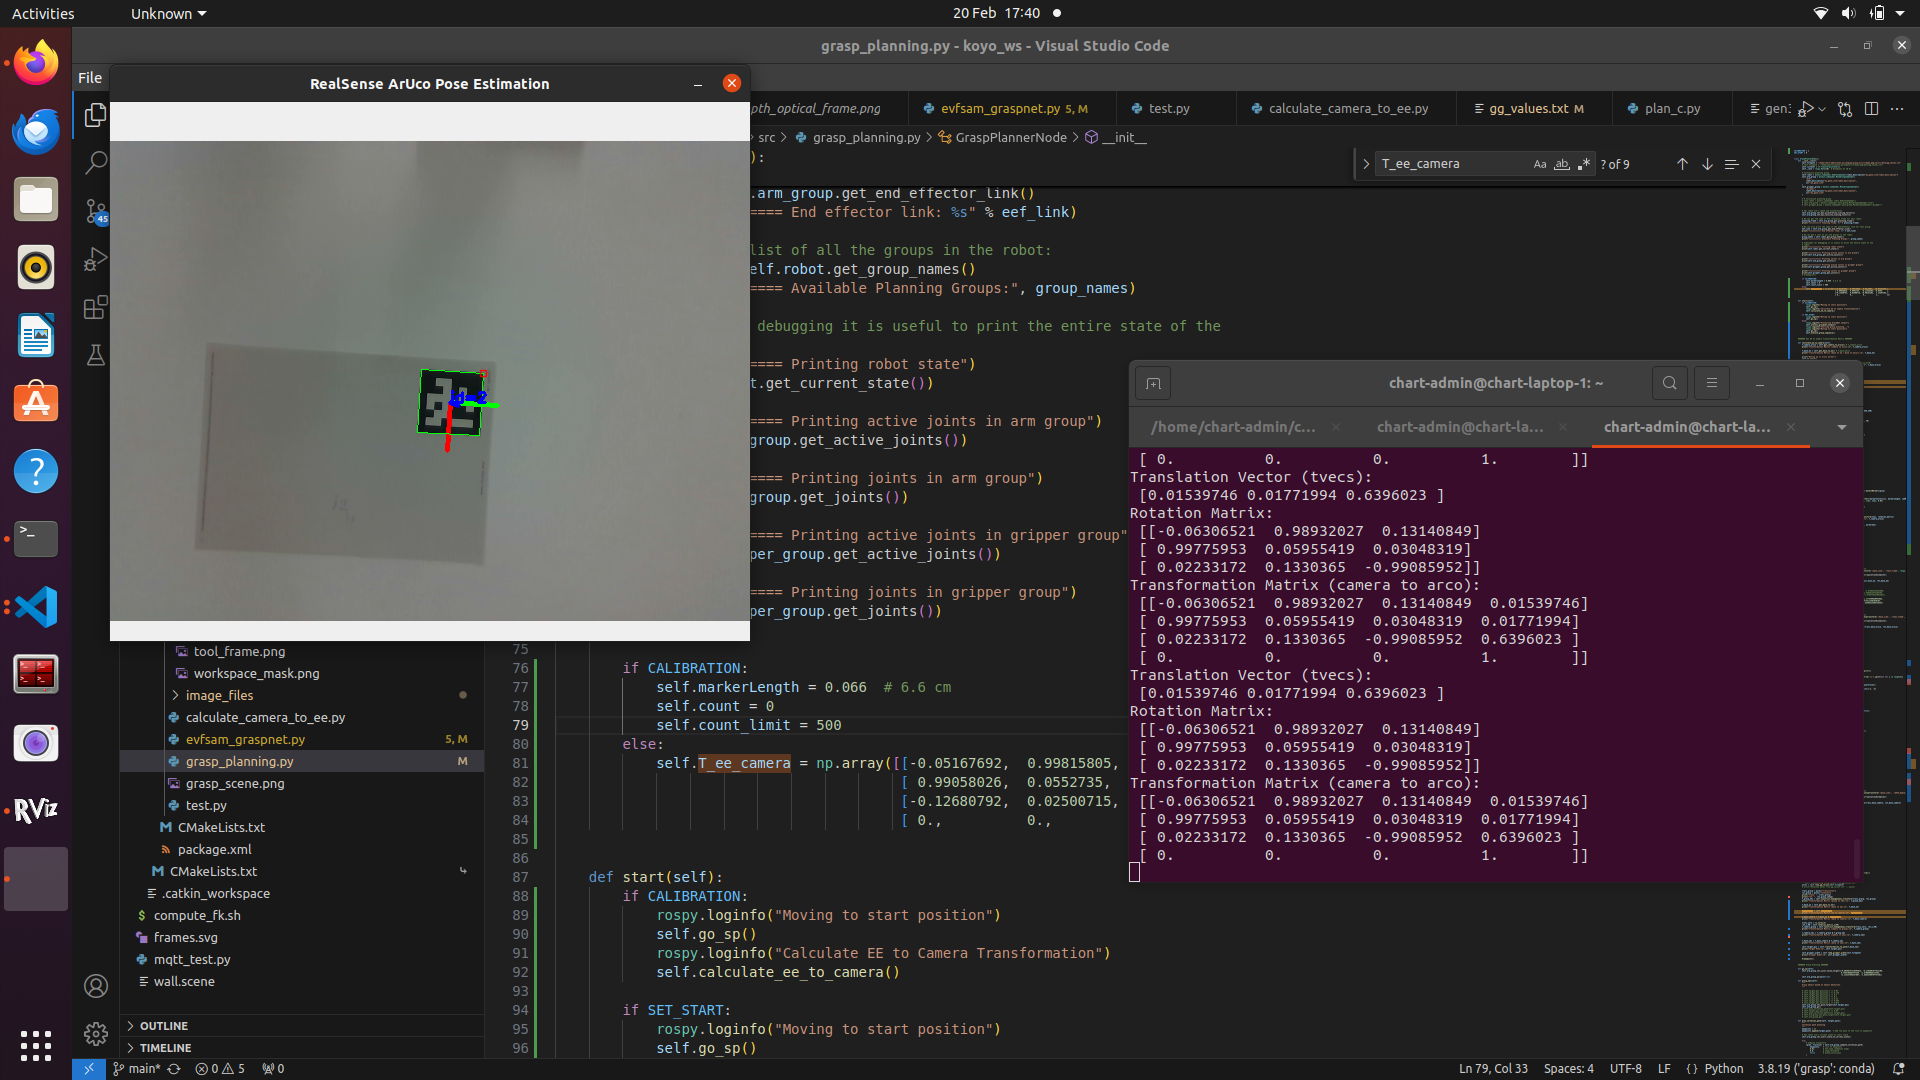 Activities
Unknown
20 Feb 17:40
grasp_planning.py - koyo_ws - Visual Studio Code
File
RealSense ArUco Pose Estimation
pth_optical_frame.png
evfsam_graspnet.py 5, M
test.py
calculate_camera_to_ee.py
gg_values.txt M
plan_c.py
gen3
src > grasp_planning.py > GraspPlannerNode > __init__
T_ee_camera
Aa ab .*
? of 9
):
.arm_group.get_end_effector_link()
==== End effector link: %s" % eef_link)
list of all the groups in the robot:
elf.robot.get_group_names()
==== Available Planning Groups:", group_names)
debugging it is useful to print the entire state of the
==== Printing robot state")
t.get_current_state())
==== Printing active joints in arm group")
group.get_active_joints())
==== Printing joints in arm group")
group.get_joints())
==== Printing active joints in gripper group"
per_group.get_active_joints())
==== Printing joints in gripper group")
per_group.get_joints())
75
76 if CALIBRATION:
77 self.markerLength = 0.066 # 6.6 cm
78 self.count = 0
79 self.count_limit = 500
80 else:
81 self.T_ee_camera = np.array([[-0.05167692, 0.99815805,
82 [ 0.99058026, 0.0552735,
83 [-0.12680792, 0.02500715,
84 [ 0., 0.,
85
86
87 def start(self):
88 if CALIBRATION:
89 rospy.loginfo("Moving to start position")
90 self.go_sp()
91 rospy.loginfo("Calculate EE to Camera Transformation")
92 self.calculate_ee_to_camera()
93
94 if SET_START:
95 rospy.loginfo("Moving to start position")
96 self.go_sp()
id=2
45
tool_frame.png
workspace_mask.png
image_files
calculate_camera_to_ee.py
evfsam_graspnet.py 5, M
grasp_planning.py M
grasp_scene.png
test.py
CMakeLists.txt
package.xml
CMakeLists.txt
.catkin_workspace
compute_fk.sh
frames.svg
mqtt_test.py
wall.scene
OUTLINE
TIMELINE
RViz
chart-admin@chart-laptop-1: ~
/home/chart-admin/c...
chart-admin@chart-la...
chart-admin@chart-la...
[ 0. 0. 0. 1. ]]
Translation Vector (tvecs):
[0.01539746 0.01771994 0.6396023 ]
Rotation Matrix:
[[-0.06306521 0.98932027 0.13140849]
[ 0.99775953 0.05955419 0.03048319]
[ 0.02233172 0.1330365 -0.99085952]]
Transformation Matrix (camera to arco):
[[-0.06306521 0.98932027 0.13140849 0.01539746]
[ 0.99775953 0.05955419 0.03048319 0.01771994]
[ 0.02233172 0.1330365 -0.99085952 0.6396023 ]
[ 0. 0. 0. 1. ]]
Translation Vector (tvecs):
[0.01539746 0.01771994 0.6396023 ]
Rotation Matrix:
[[-0.06306521 0.98932027 0.13140849]
[ 0.99775953 0.05955419 0.03048319]
[ 0.02233172 0.1330365 -0.99085952]]
Transformation Matrix (camera to arco):
[[-0.06306521 0.98932027 0.13140849 0.01539746]
[ 0.99775953 0.05955419 0.03048319 0.01771994]
[ 0.02233172 0.1330365 -0.99085952 0.6396023 ]
[ 0. 0. 0. 1. ]]
main* 0 5 0
Ln 79, Col 33 Spaces: 4 UTF-8 LF { } Python 3.8.19 ('grasp': conda)